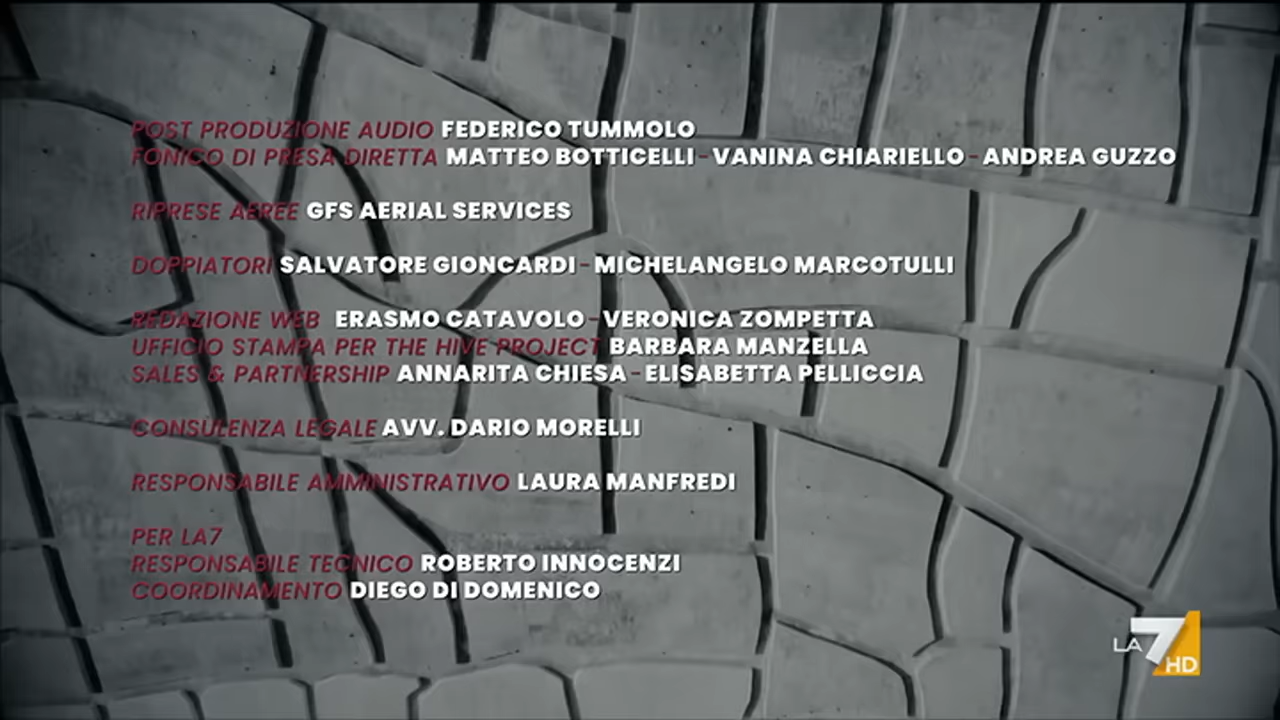 POST PRODUZIONE AUDIO FEDERICO TUMMOLO
FONICO DI PRESA DIRETTA MATTEO BOTTICELLI - VANINA CHIARIELLO - ANDREA GUZZO
RIPRESE AEREE GFS AERIAL SERVICES
DOPPIATORI SALVATORE GIONCARDI - MICHELANGELO MARCOTULLI
REDAZIONE WEB ERASMO CATAVOLO - VERONICA ZOMPETTA
UFFICIO STAMPA PER THE HIVE PROJECT BARBARA MANZELLA
SALES & PARTNERSHIP ANNARITA CHIESA - ELISABETTA PELLICCIA
CONSULENZA LEGALE AVV. DARIO MORELLI
RESPONSABILE AMMINISTRATIVO LAURA MANFREDI
PER LA7
RESPONSABILE TECNICO ROBERTO INNOCENZI
COORDINAMENTO DIEGO DI DOMENICO
LA7 HD